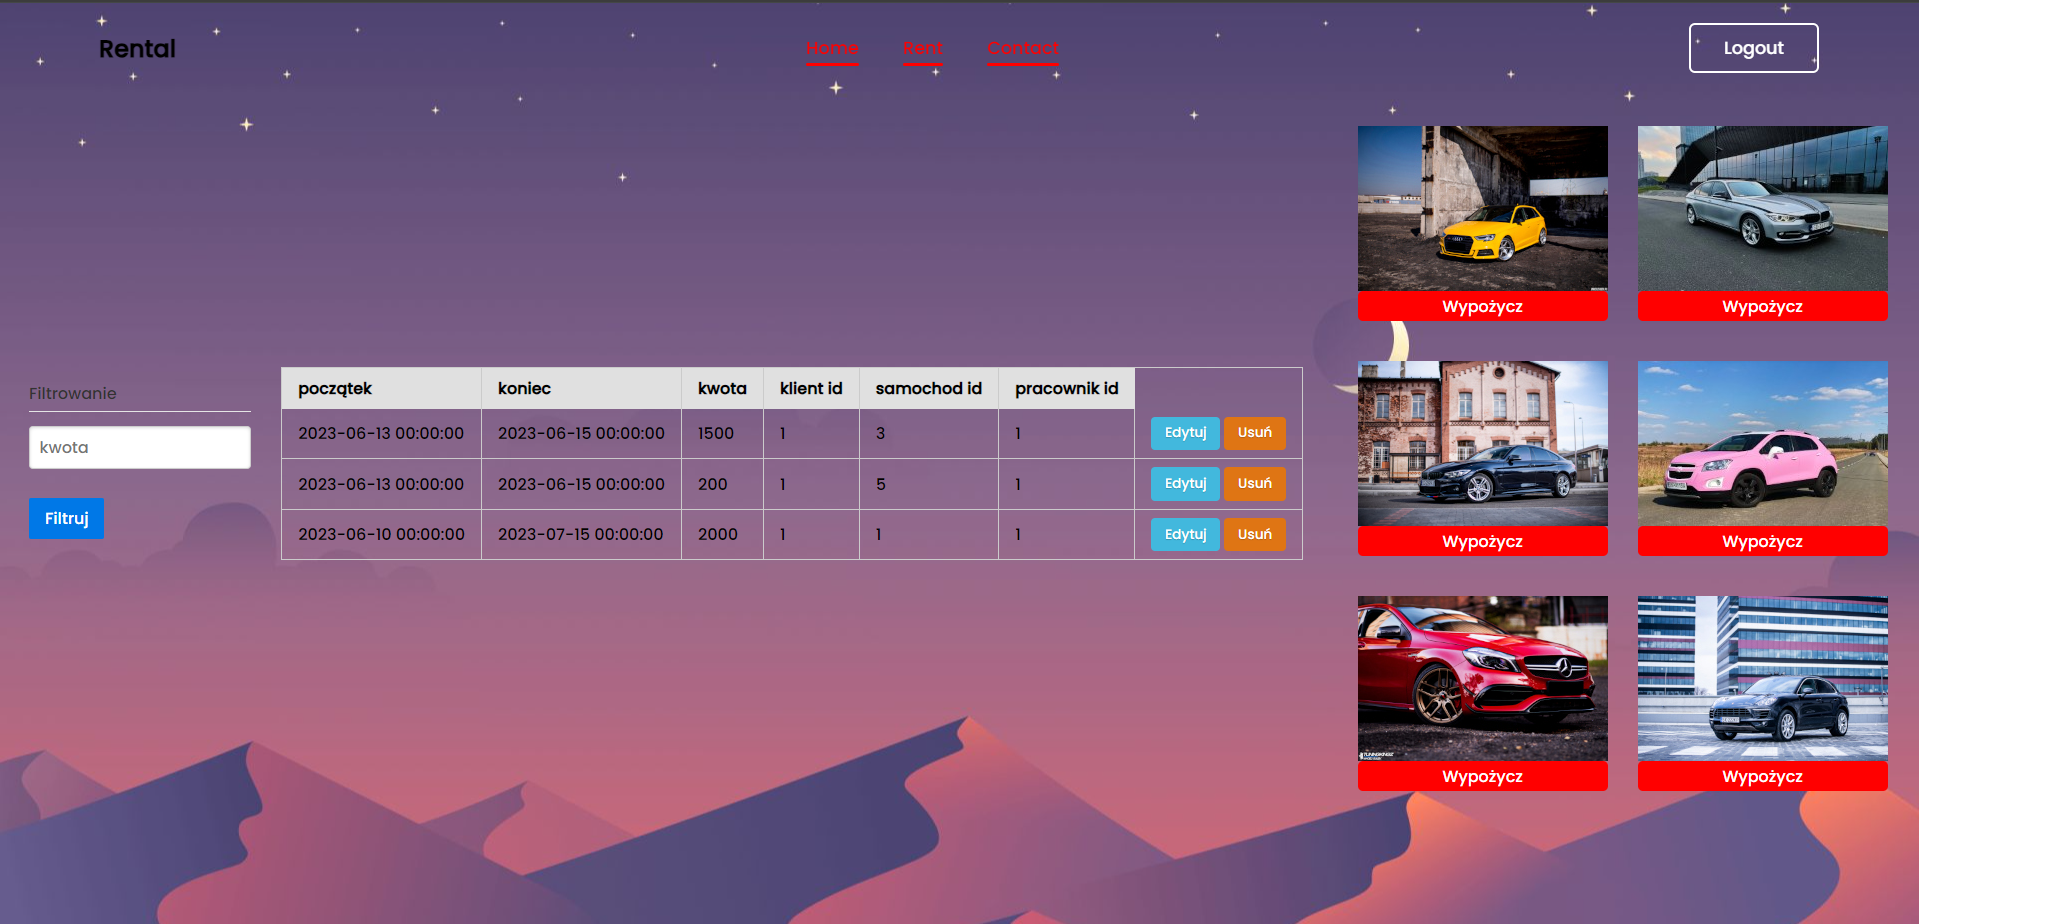 Rental
Home Rent Contact
Logout
Filtrowanie
kwota
Filtruj
początek koniec kwota klient id samochod id pracownik id
2023-06-13 00:00:00 2023-06-15 00:00:00 1500 1 3 1 Edytuj Usuń
2023-06-13 00:00:00 2023-06-15 00:00:00 200 1 5 1 Edytuj Usuń
2023-06-10 00:00:00 2023-07-15 00:00:00 2000 1 1 1 Edytuj Usuń
Wypożycz Wypożycz
Wypożycz Wypożycz
Wypożycz Wypożycz